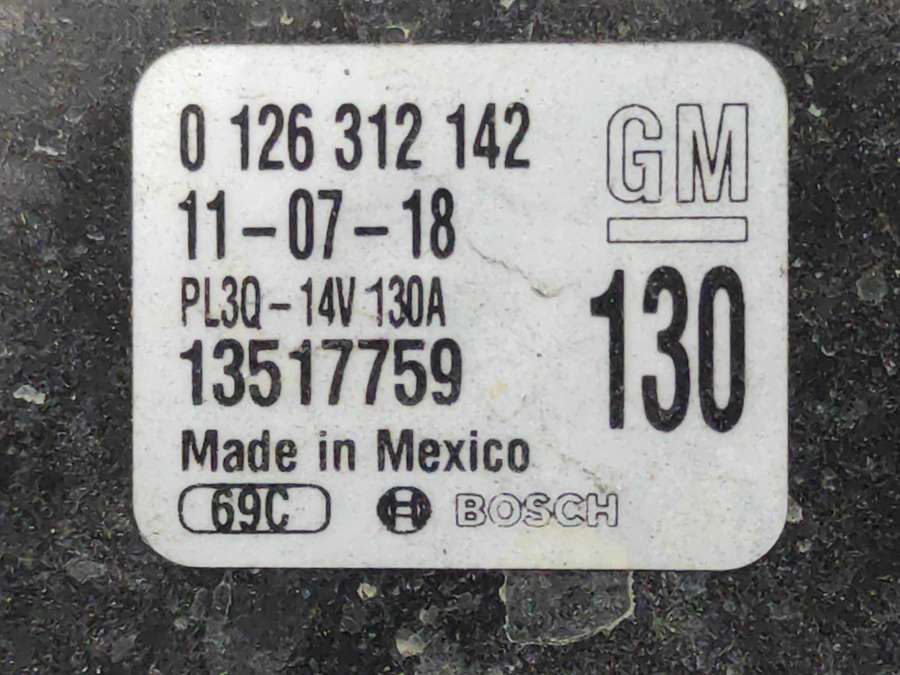 0 126 312 142
GM
11-07-18
PL3Q-14V 130A
130
13517759
Made in Mexico
69C BOSCH